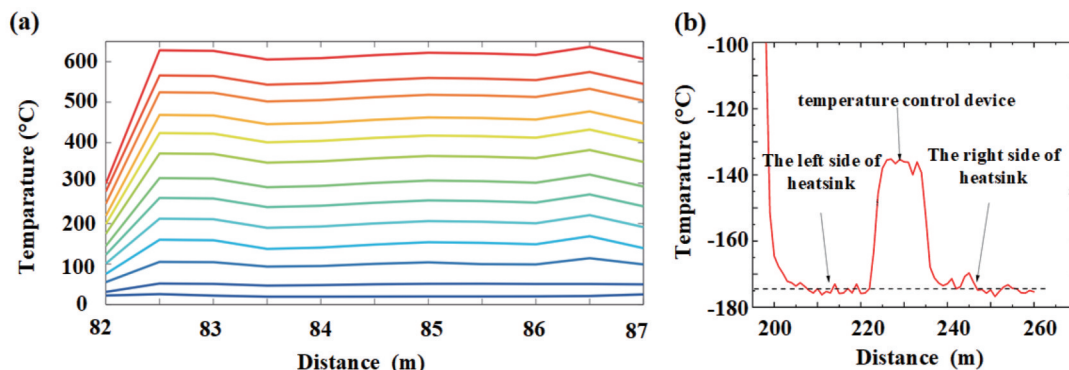 (a)
Temparature (°C)
600
500
400
300
200
100
0
82
83
84
85
86
87
Distance (m)
(b)
Temparature (°C)
-100
-120
-140
-160
-180
temperature control device
The left side of
heatsink
The right side of
heatsink
200
220
240
260
Distance (m)